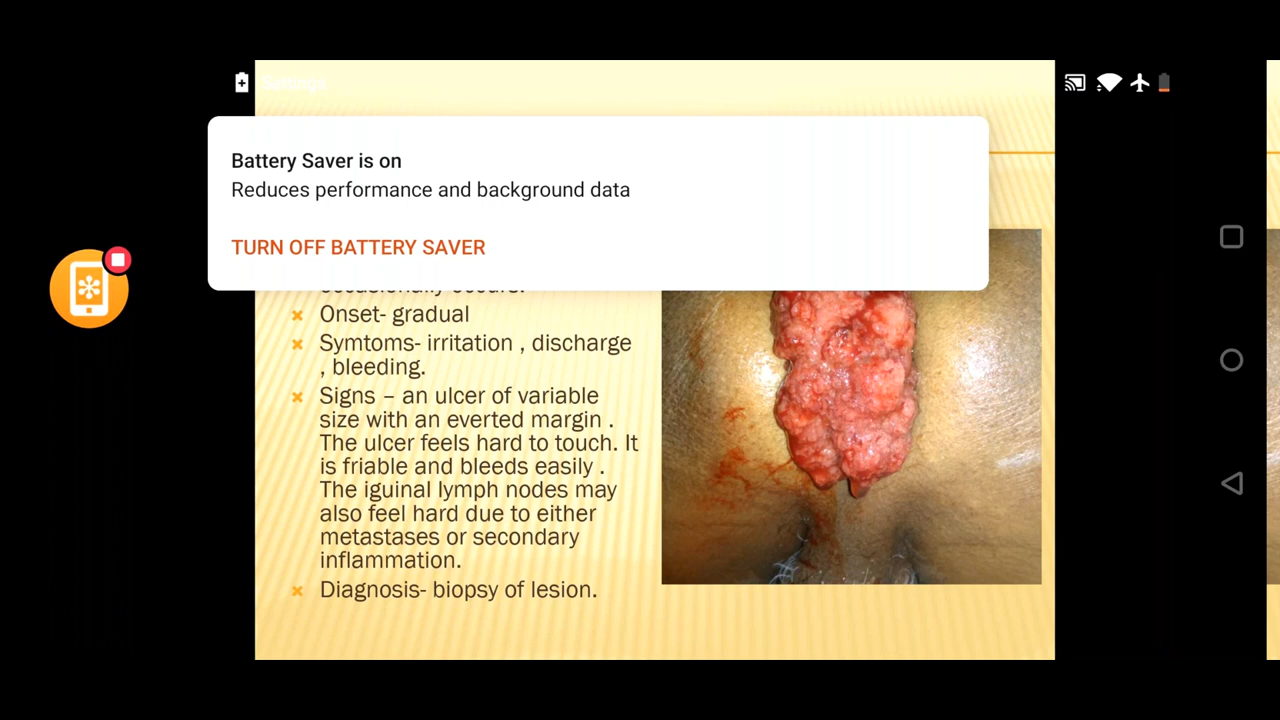 Settings
Battery Saver is on
Reduces performance and background data
TURN OFF BATTERY SAVER
occasionally occurs.
Onset- gradual
Symtoms- irritation , discharge
, bleeding.
Signs – an ulcer of variable
size with an everted margin .
The ulcer feels hard to touch. It
is friable and bleeds easily .
The iguinal lymph nodes may
also feel hard due to either
metastases or secondary
inflammation.
Diagnosis- biopsy of lesion.